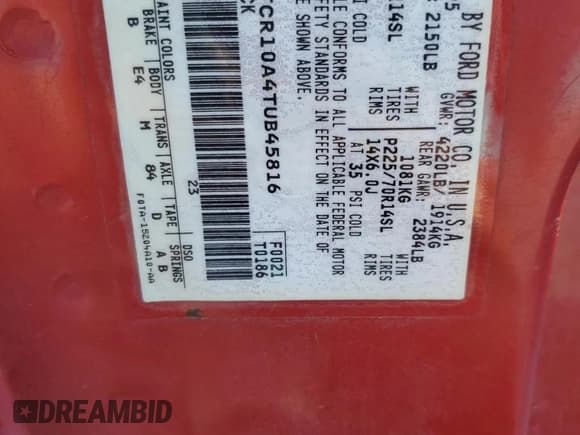 BY FORD MOTOR CO. IN U.S.A.
GVWR: 4220LB/ 1914KG
: 2150LB REAR GAWR: 2384LB
1081KG
WITH WITH
14SL TIRES P225/70R14SL TIRES
RIMS 14X6.0J RIMS
I COLD AT 35 PSI COLD
LE CONFORMS TO ALL APPLICABLE FEDERAL MOTOR
FETY STANDARDS IN EFFECT ON THE DATE OF
E SHOWN
TCR10A4TUB45816
CK
F0021
T0186
23
AINT COLORS DSO
BRAKE BODY TRANS AXLE TAPE SPRINGS
B E4 M 84 D A B
F0TA-15204A10-AA
DREAMBID